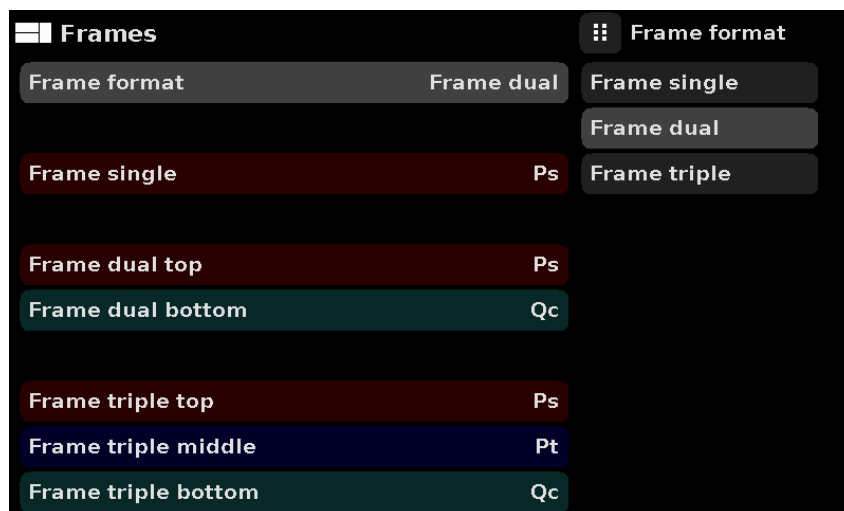 Frames
Frame format Frame dual
Frame single Ps
Frame dual top Ps
Frame dual bottom Qc
Frame triple top Ps
Frame triple middle Pt
Frame triple bottom Qc
Frame format
Frame single
Frame dual
Frame triple